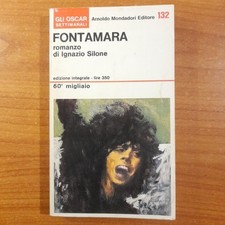 GLI OSCAR
SETTIMANALI
Arnoldo Mondadori Editore 132
FONTAMARA
romanzo
di Ignazio Silone
edizione integrale - lire 350
60° migliaio